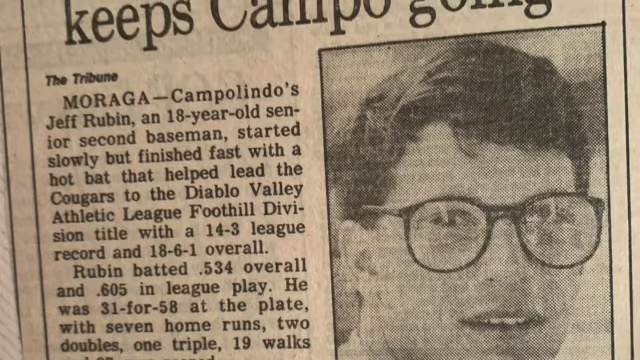 keeps Campo going
The Tribune
MORAGA—Campolindo's
Jeff Rubin, an 18-year-old sen-
ior second baseman, started
slowly but finished fast with a
hot bat that helped lead the
Cougars to the Diablo Valley
Athletic League Foothill Divi-
sion title with a 14-3 league
record and 18-6-1 overall.
Rubin batted .534 overall
and .605 in league play. He
was 31-for-58 at the plate,
with seven home runs, two
doubles, one triple, 19 walks